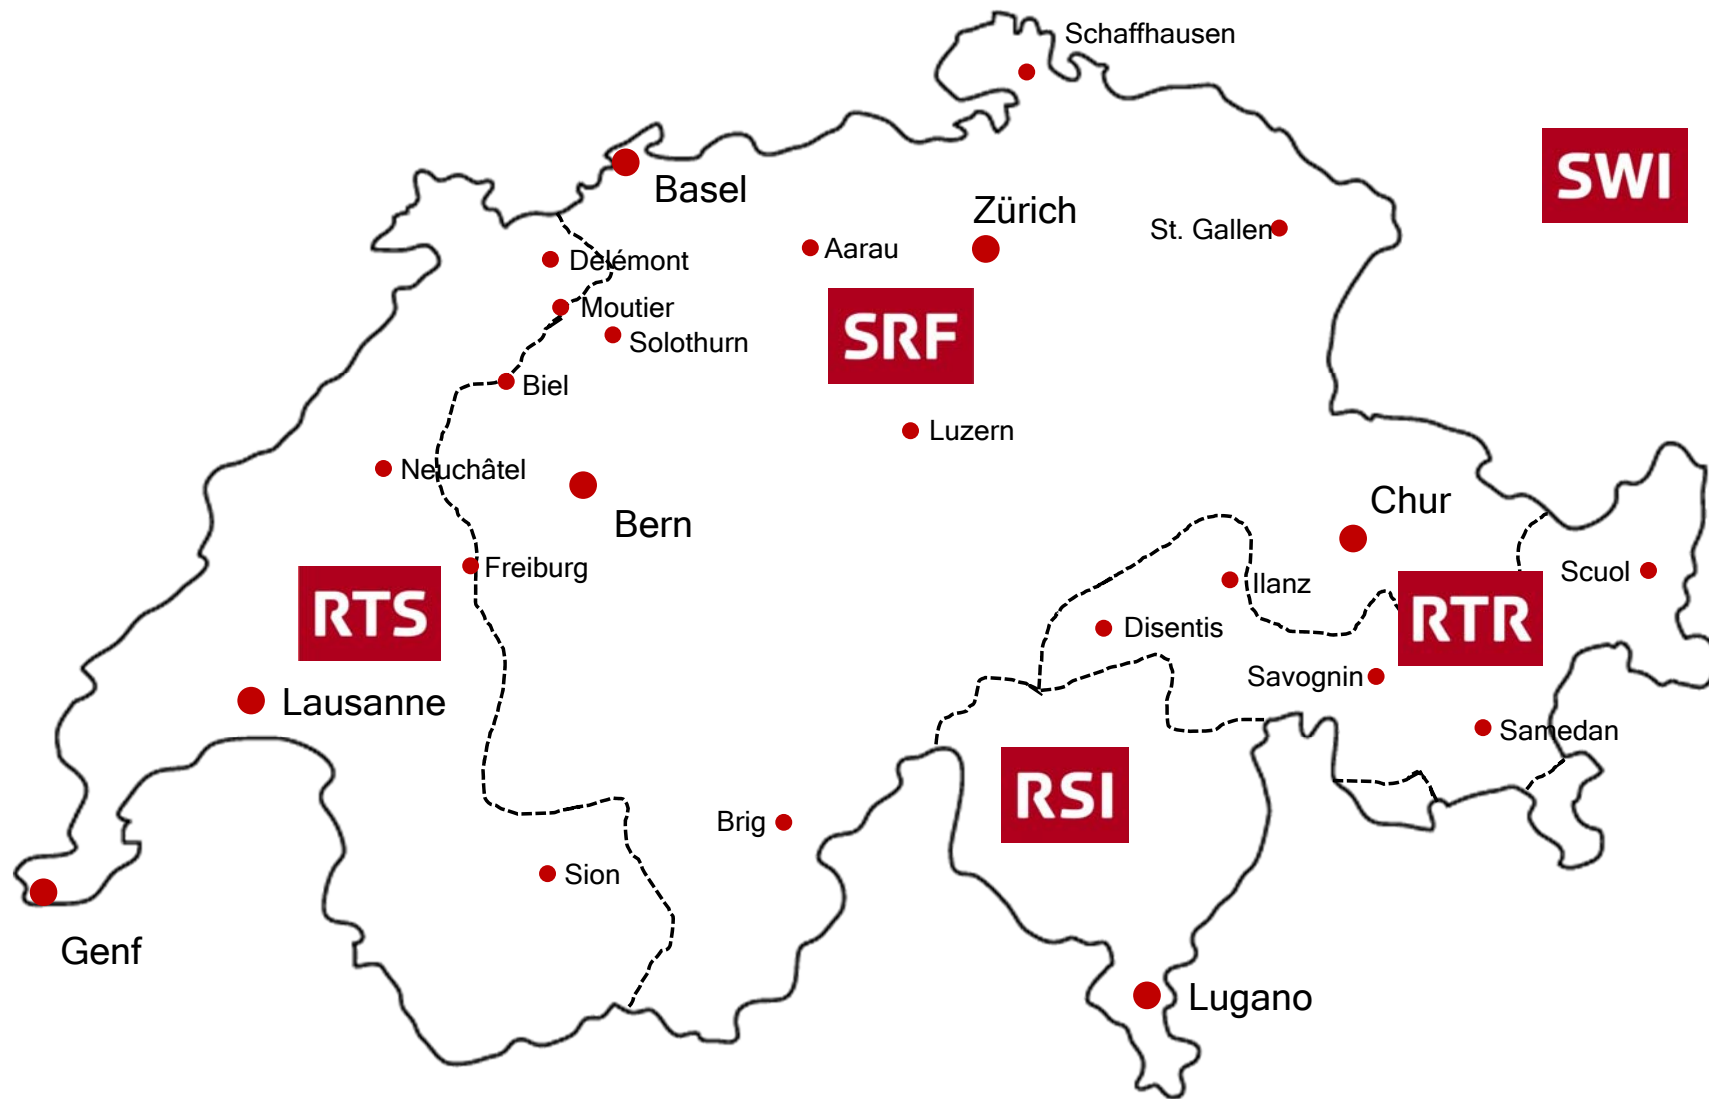 Schaffhausen
SWI
Basel
Zürich
St. Gallen
Aarau
Delémont
Moutier
SRF
Solothurn
Biel
Luzern
Neuchâtel
Chur
Bern
Freiburg
Scuol
Ilanz
RTS
RTR
Disentis
Savognin
Lausanne
Samedan
RSI
Brig
Sion
Genf
Lugano